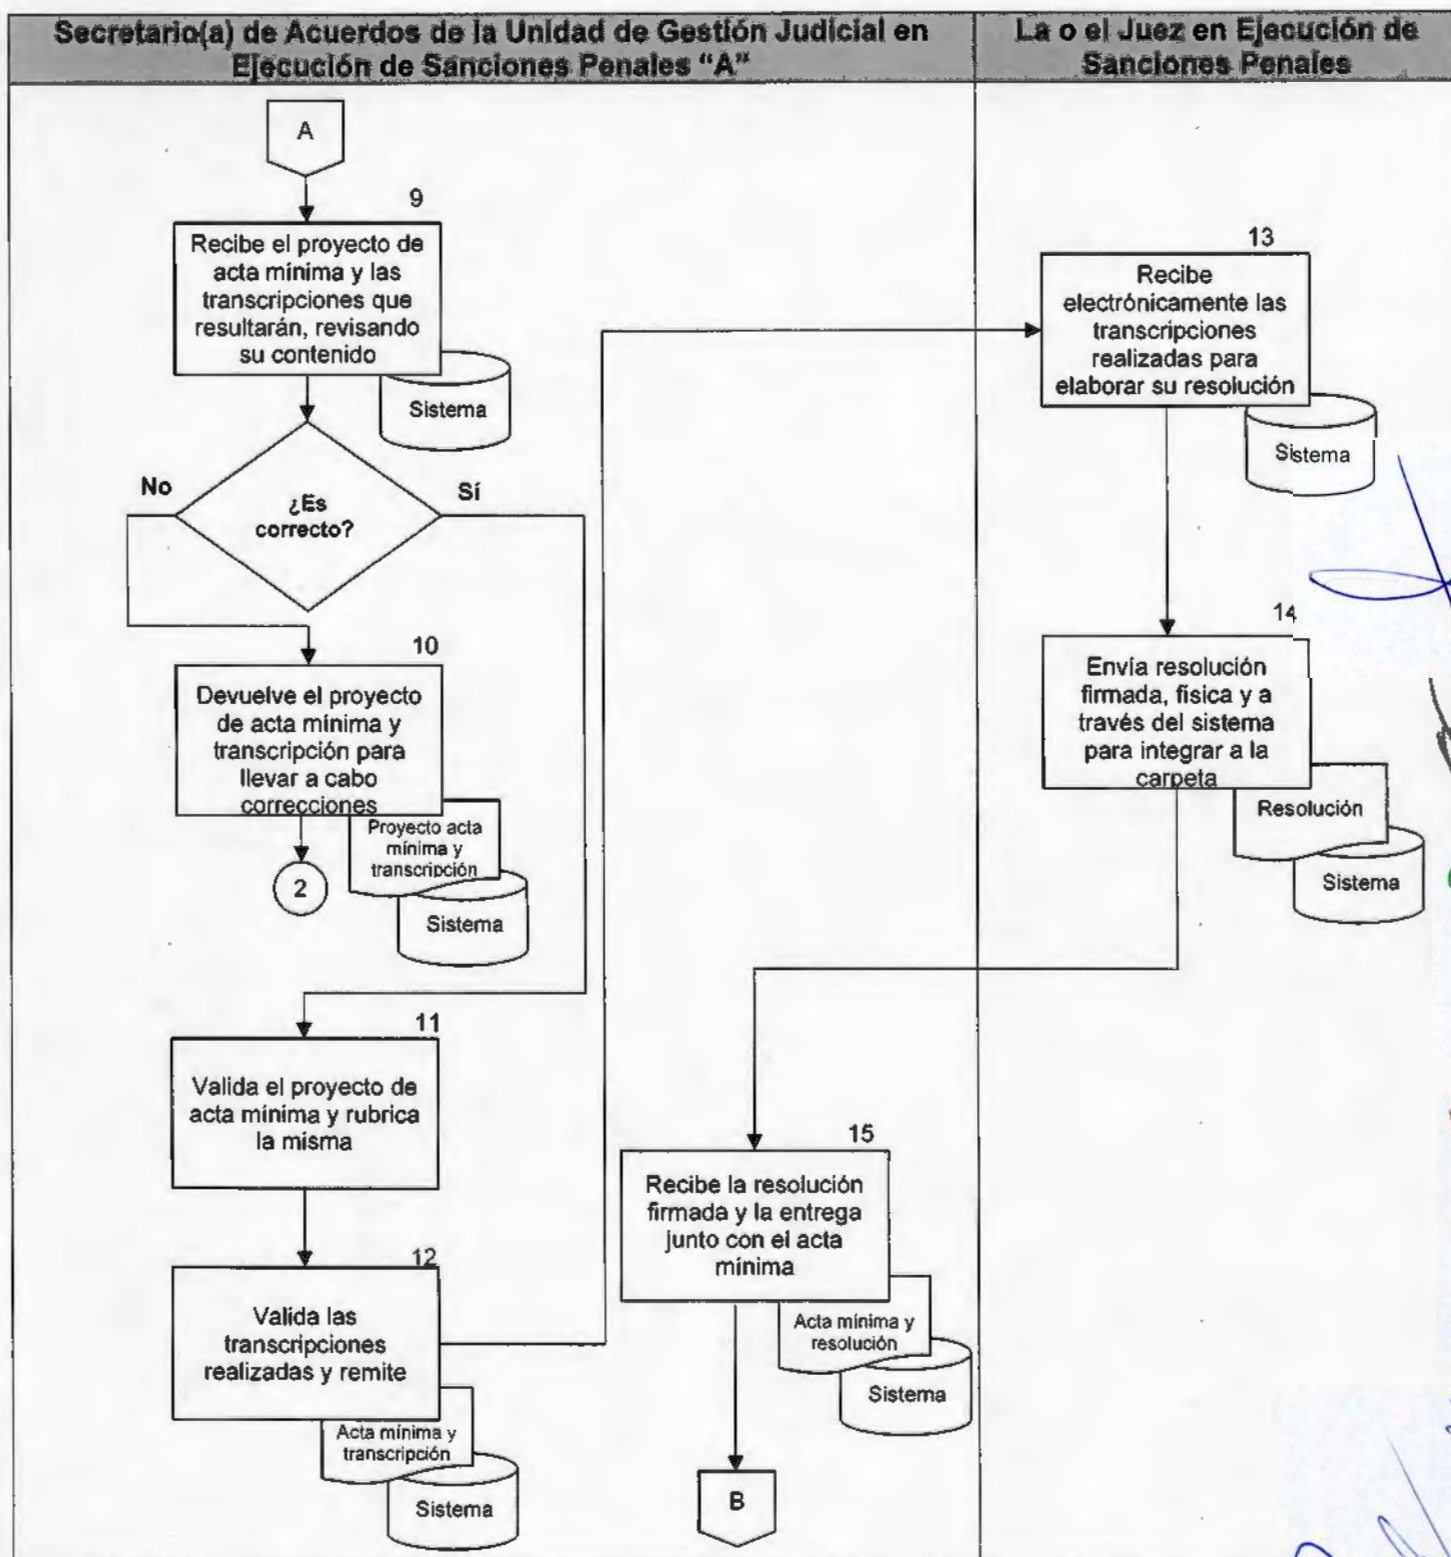 Secretario(a) de Acuerdos de la Unidad de Gestión Judicial en
Ejecución de Sanciones Penales "A"
La o el Juez en Ejecución de
Sanciones Penales
A
9
Recibe el proyecto de
acta mínima y las
transcripciones que
resultarán, revisando
su contenido
Sistema
No
¿Es
correcto?
Sí
10
Devuelve el proyecto
de acta mínima y
transcripción para
llevar a cabo
correcciones
Proyecto acta
mínima y
transcripción
Sistema
2
11
Valida el proyecto de
acta mínima y rubrica
la misma
12
Valida las
transcripciones
realizadas y remite
Acta mínima y
transcripción
Sistema
13
Recibe
electrónicamente las
transcripciones
realizadas para
elaborar su resolución
Sistema
14
Envía resolución
firmada, física y a
través del sistema
para integrar a la
carpeta
Resolución
Sistema
15
Recibe la resolución
firmada y la entrega
junto con el acta
mínima
Acta mínima y
resolución
Sistema
B